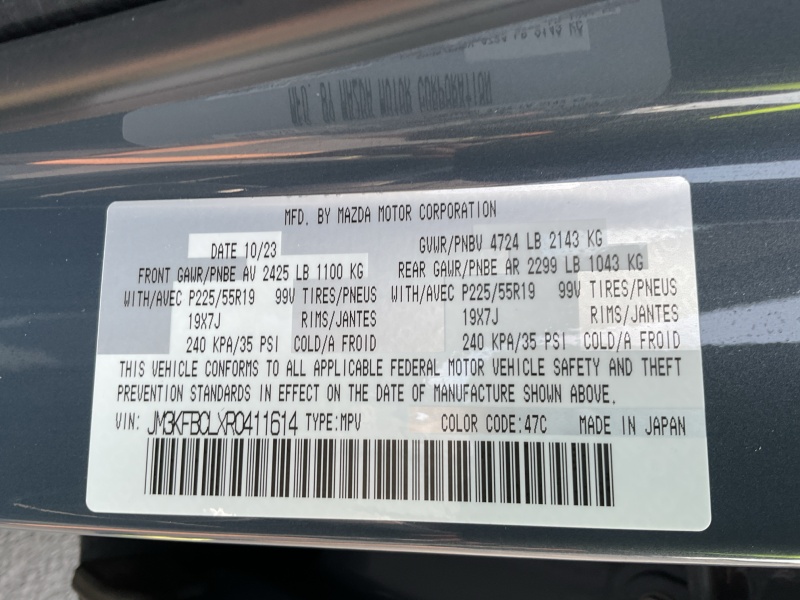 MFD. BY MAZDA MOTOR CORPORATION
DATE 10/23 GVWR/PNBV 4724 LB 2143 KG
FRONT GAWR/PNBE AV 2425 LB 1100 KG REAR GAWR/PNBE AR 2299 LB 1043 KG
WITH/AVEC P225/55R19 99V TIRES/PNEUS WITH/AVEC P225/55R19 99V TIRES/PNEUS
19X7J RIMS/JANTES 19X7J RIMS/JANTES
240 KPA/35 PSI COLD/A FROID 240 KPA/35 PSI COLD/A FROID
THIS VEHICLE CONFORMS TO ALL APPLICABLE FEDERAL MOTOR VEHICLE SAFETY AND THEFT
PREVENTION STANDARDS IN EFFECT ON THE DATE OF MANUFACTURE SHOWN ABOVE.
VIN: JM3KFBCLXR0411614 TYPE:MPV COLOR CODE:47C MADE IN JAPAN